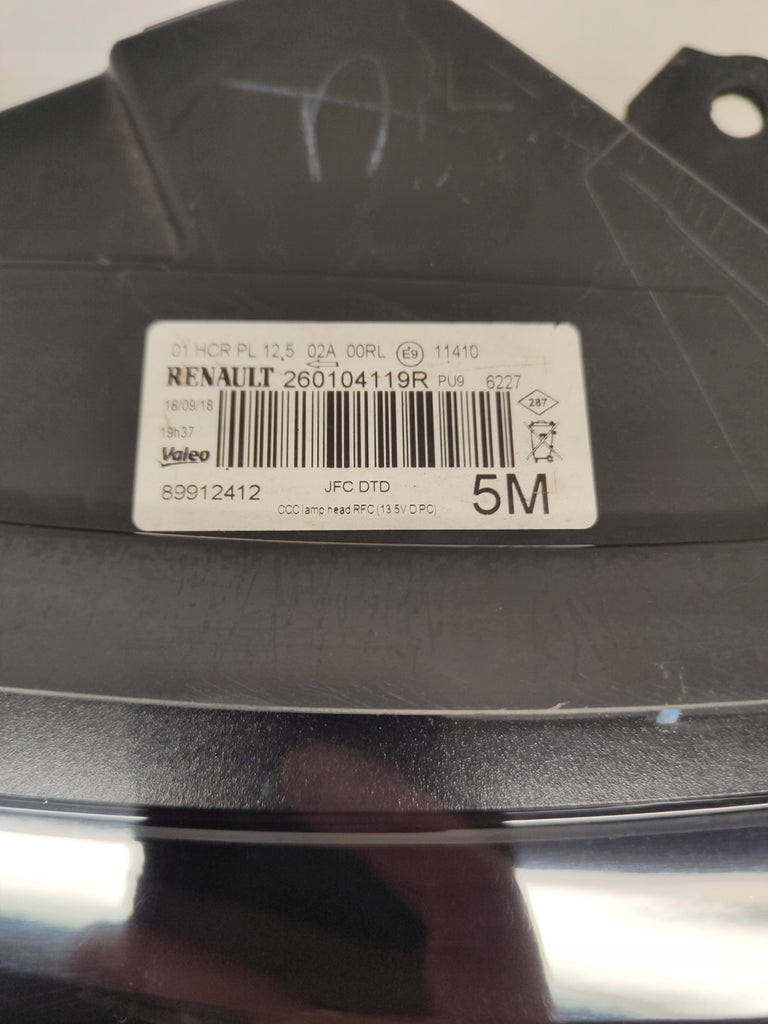 01 HCR PL 12,5 02A 00RL E9 11410
RENAULT 260104119R PU9 6227
18/09/18
287
19h37
Valeo
89912412 JFC DTD 5M
CCC lamp head RFC (13.5V D PC)